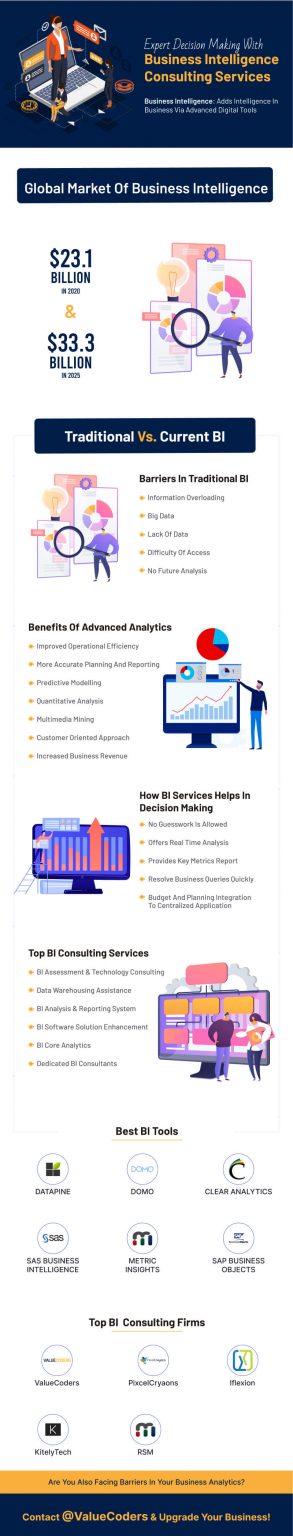 Expert Decision Making With
Business Intelligence
Consulting Services
Business Intelligence: Adds Intelligence In
Business Via Advanced Digital Tools
Global Market Of Business Intelligence
$23.1
BILLION
IN 2020
&
$33.3
BILLION
IN 2025
Traditional Vs. Current BI
Barriers In Traditional BI
Information Overloading
Big Data
Lack Of Data
Difficulty Of Access
No Future Analysis
Benefits Of Advanced Analytics
Improved Operational Efficiency
More Accurate Planning And Reporting
Predictive Modelling
Quantitative Analysis
Multimedia Mining
Customer Oriented Approach
Increased Business Revenue
How BI Services Helps In
Decision Making
No Guesswork Is Allowed
Offers Real Time Analysis
Provides Key Metrics Report
Resolve Business Queries Quickly
Budget And Planning Integration
To Centralized Application
Top BI Consulting Services
BI Assessment & Technology Consulting
Data Warehousing Assistance
BI Analysis & Reporting System
BI Software Solution Enhancement
BI Core Analytics
Dedicated BI Consultants
Best BI Tools
DOMO
DATAPINE
DOMO
CLEAR ANALYTICS
sas
SAP
SAS BUSINESS
INTELLIGENCE
METRIC
INSIGHTS
SAP BUSINESS
OBJECTS
Top BI Consulting Firms
VALUECODERS
ValueCoders
PixcelCryaons
Iflexion
K
KitelyTech
RSM
Are You Also Facing Barriers In Your Business Analytics?
Contact @ValueCoders & Upgrade Your Business!